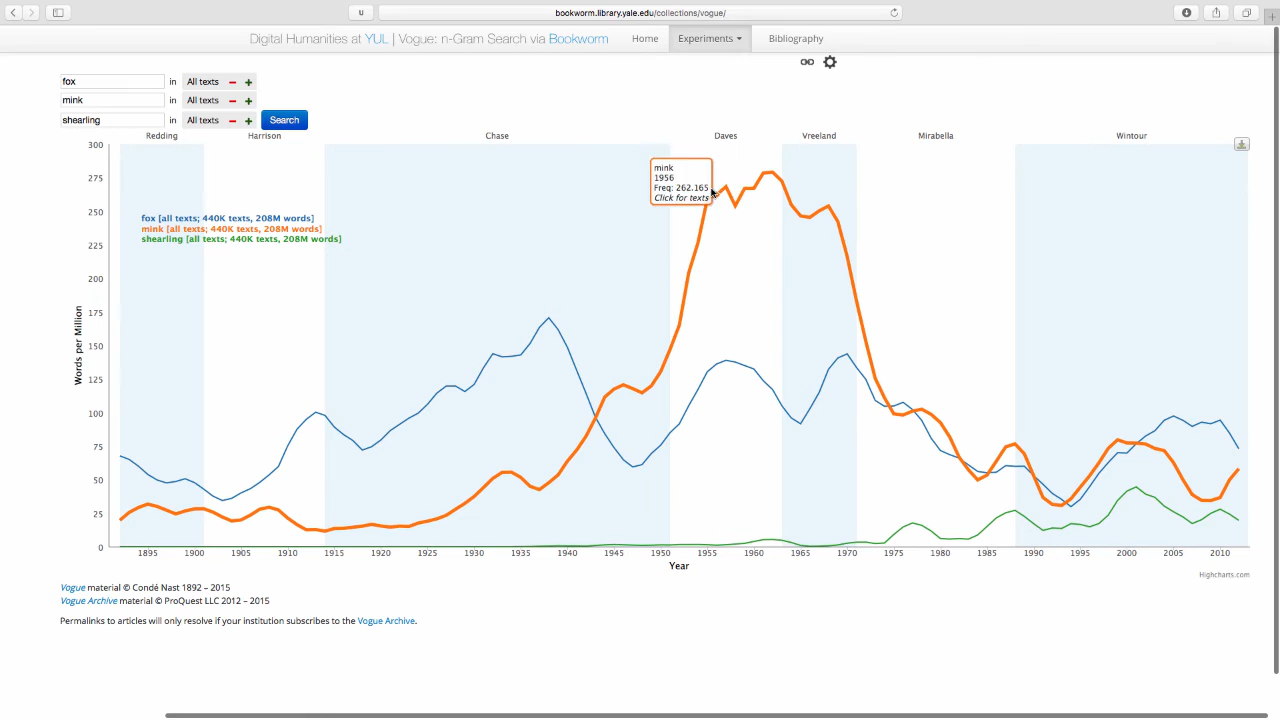 bookworm.library.yale.edu/collections/vogue/
Digital Humanities at YUL | Vogue: n-Gram Search via Bookworm
Home
Experiments
Bibliography
fox in All texts
mink in All texts
shearling in All texts
Search
Redding Harrison Chase Daves Vreeland Mirabella Wintour
300
275
250
225
200
175
150
125
100
75
50
25
0
Words per Million
fox [all texts; 440K texts, 208M words]
mink [all texts; 440K texts, 208M words]
shearling [all texts; 440K texts, 208M words]
mink
1956
Freq: 262.165
Click for texts
1895 1900 1905 1910 1915 1920 1925 1930 1935 1940 1945 1950 1955 1960 1965 1970 1975 1980 1985 1990 1995 2000 2005 2010
Year
Highcharts.com
Vogue material © Condé Nast 1892 – 2015
Vogue Archive material © ProQuest LLC 2012 – 2015
Permalinks to articles will only resolve if your institution subscribes to the Vogue Archive.